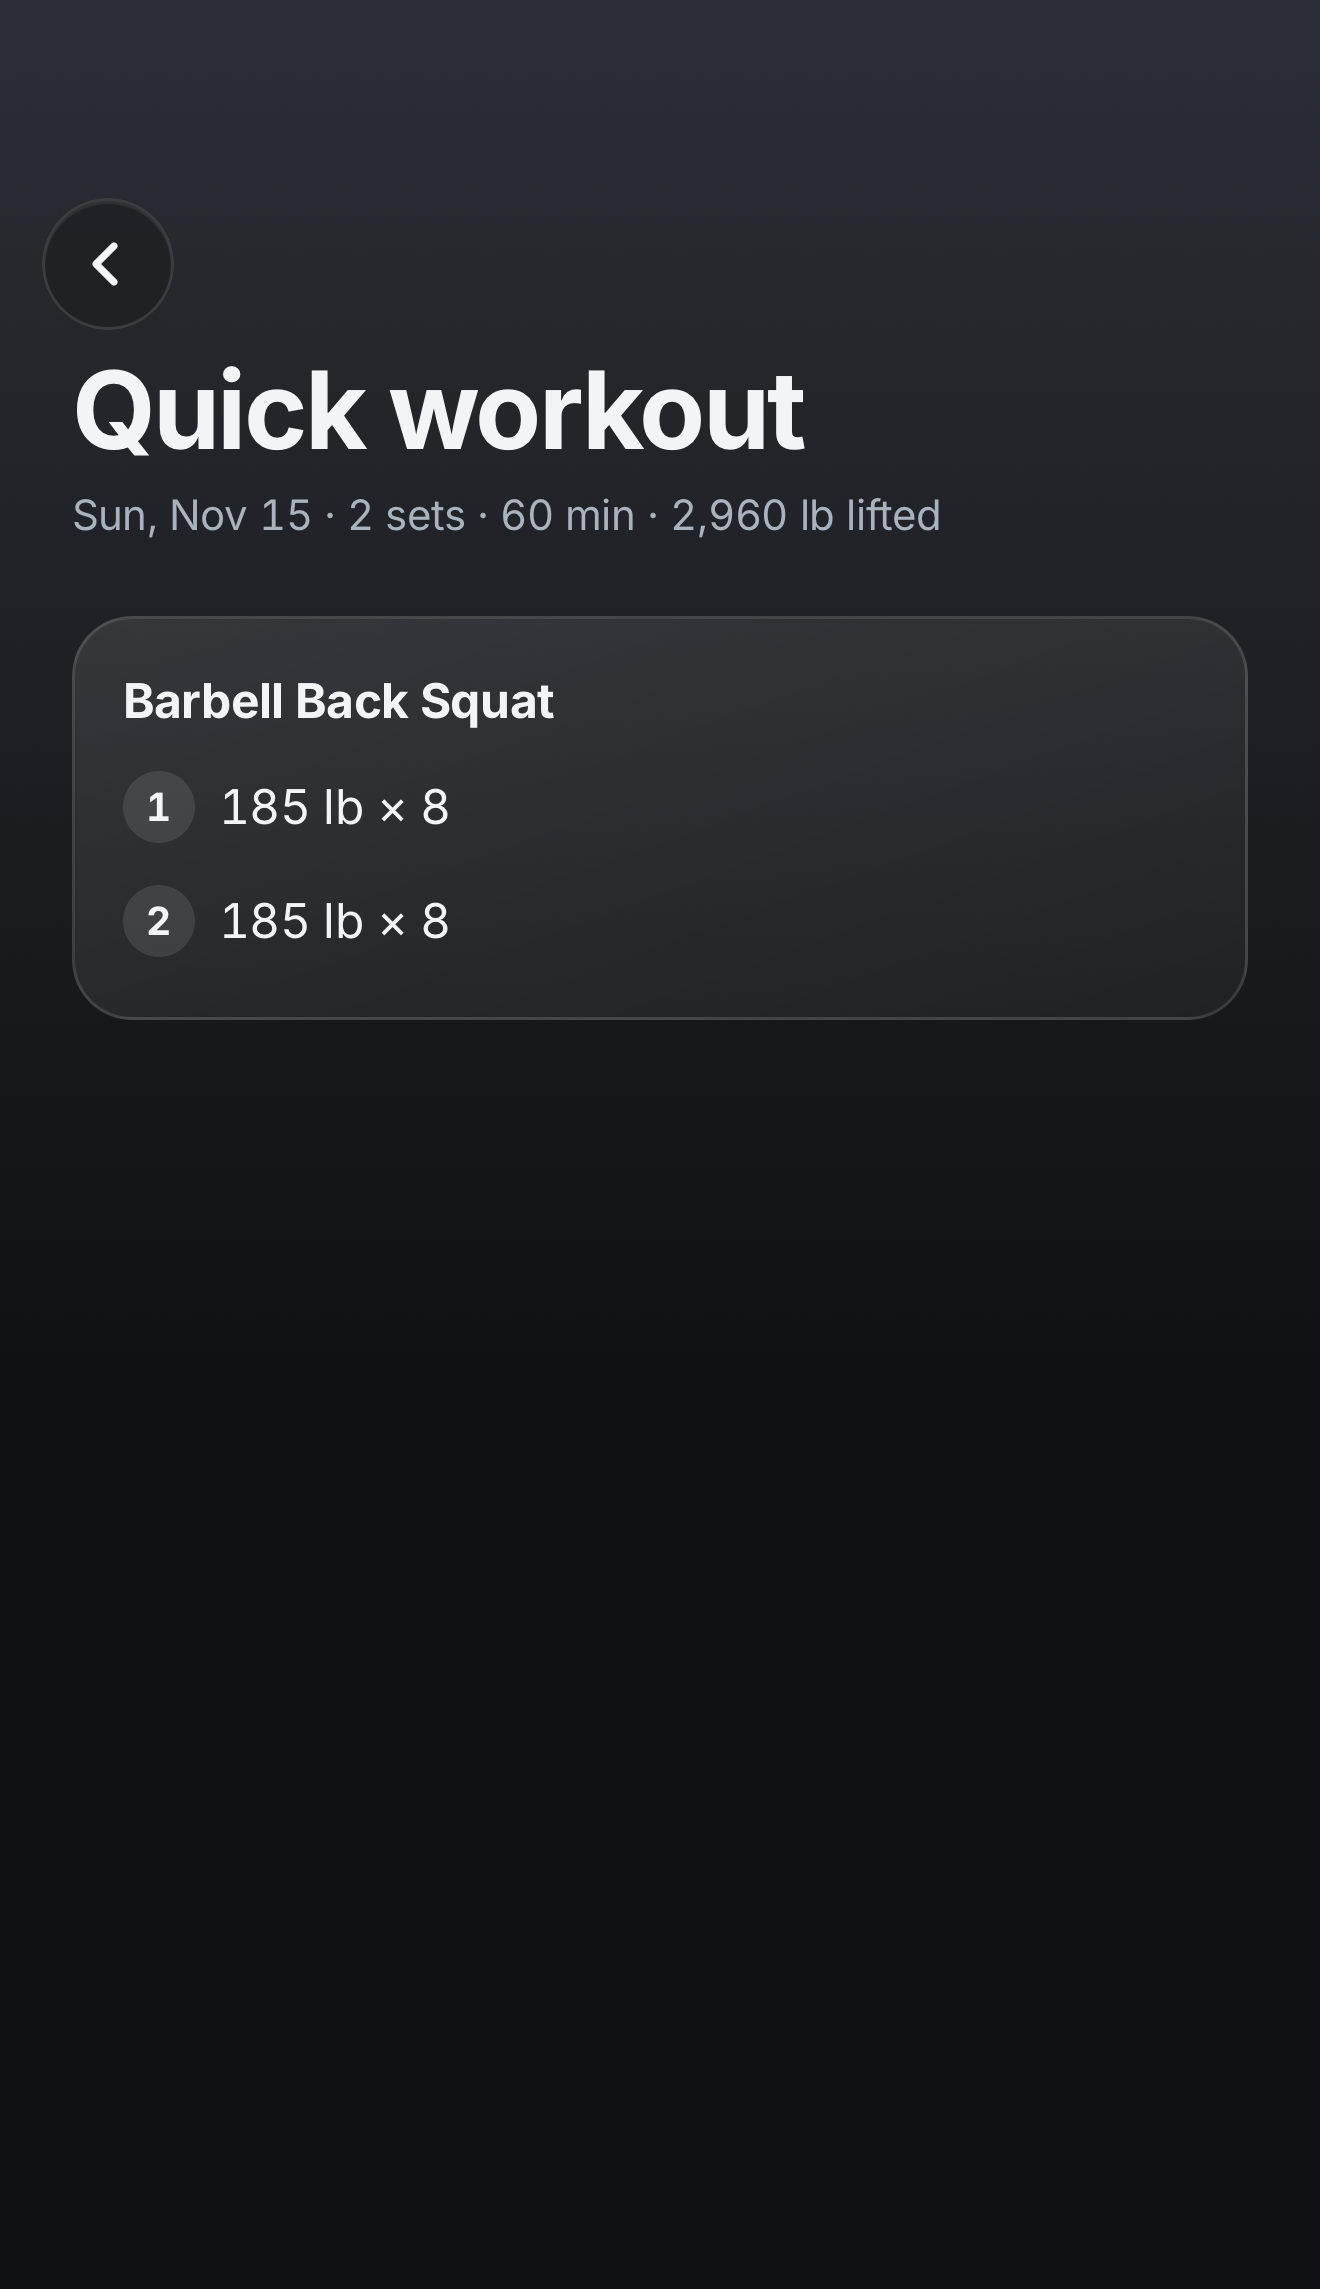 Quick workout
Sun, Nov 15 · 2 sets · 60 min · 2,960 lb lifted
Barbell Back Squat
1 185 lb × 8
2 185 lb × 8